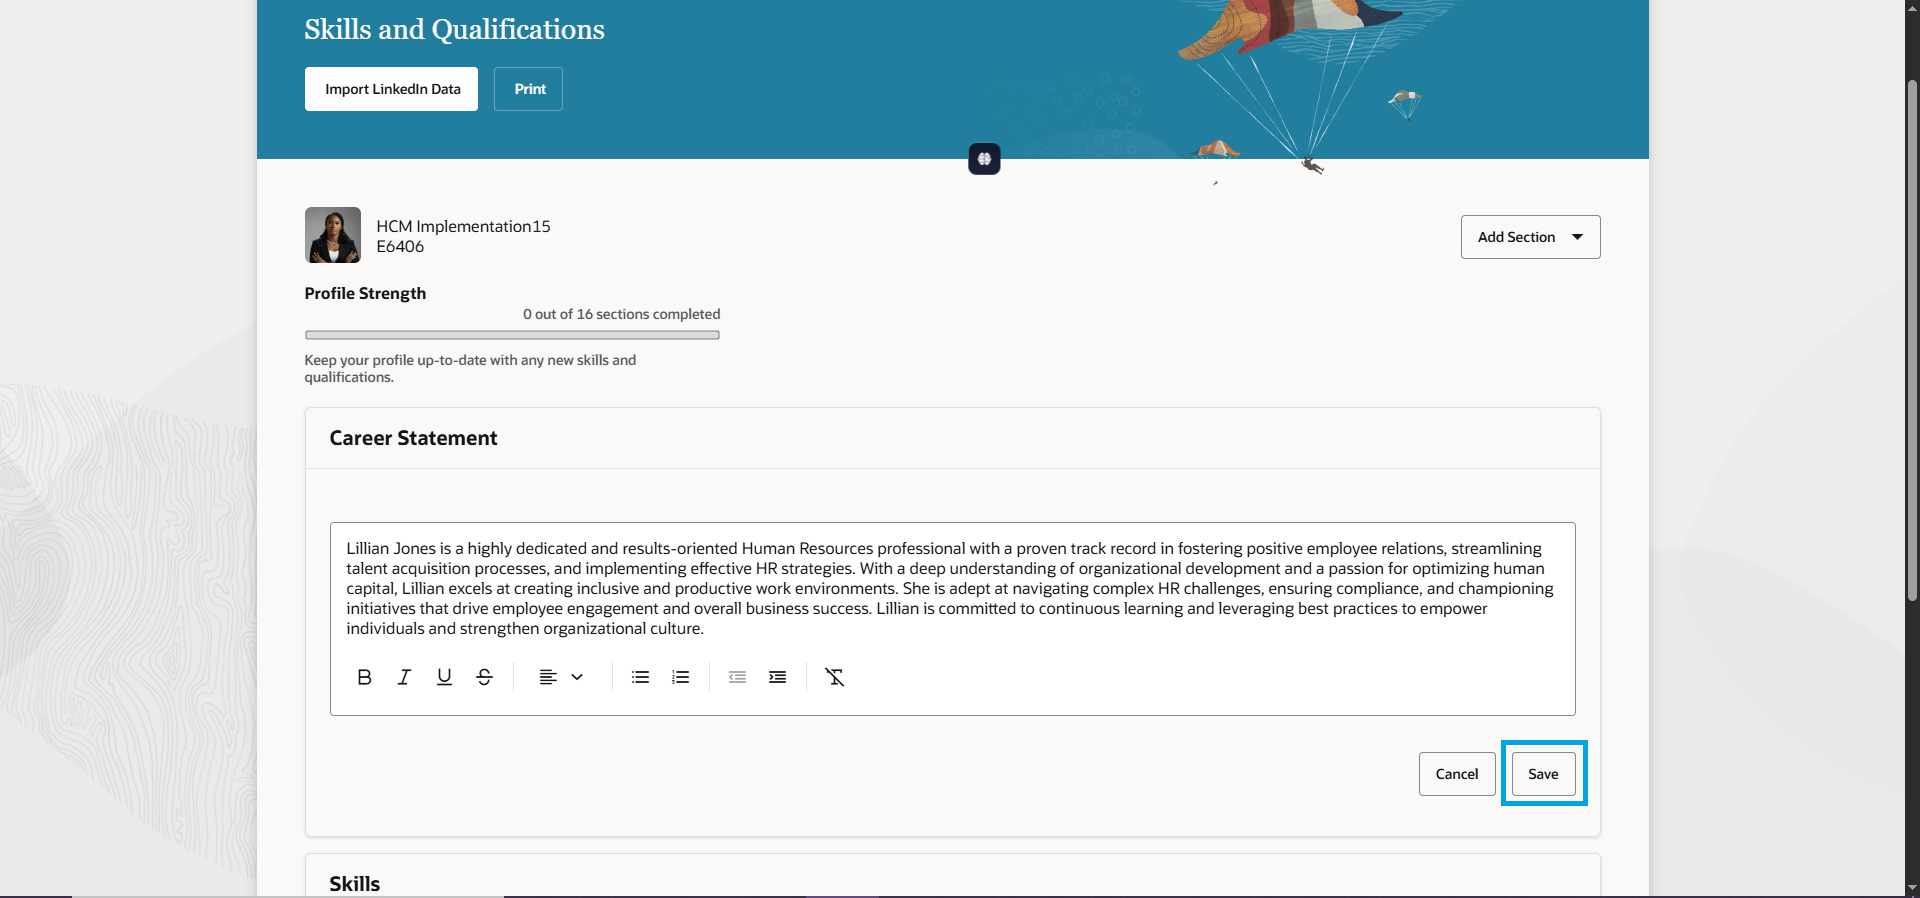 Skills and Qualifications
Import LinkedIn Data
Print
HCM Implementation15
E6406
Add Section
Profile Strength
0 out of 16 sections completed
Keep your profile up-to-date with any new skills and
qualifications.
Career Statement
Lillian Jones is a highly dedicated and results-oriented Human Resources professional with a proven track record in fostering positive employee relations, streamlining
talent acquisition processes, and implementing effective HR strategies. With a deep understanding of organizational development and a passion for optimizing human
capital, Lillian excels at creating inclusive and productive work environments. She is adept at navigating complex HR challenges, ensuring compliance, and championing
initiatives that drive employee engagement and overall business success. Lillian is committed to continuous learning and leveraging best practices to empower
individuals and strengthen organizational culture.
Cancel
Save
Skills